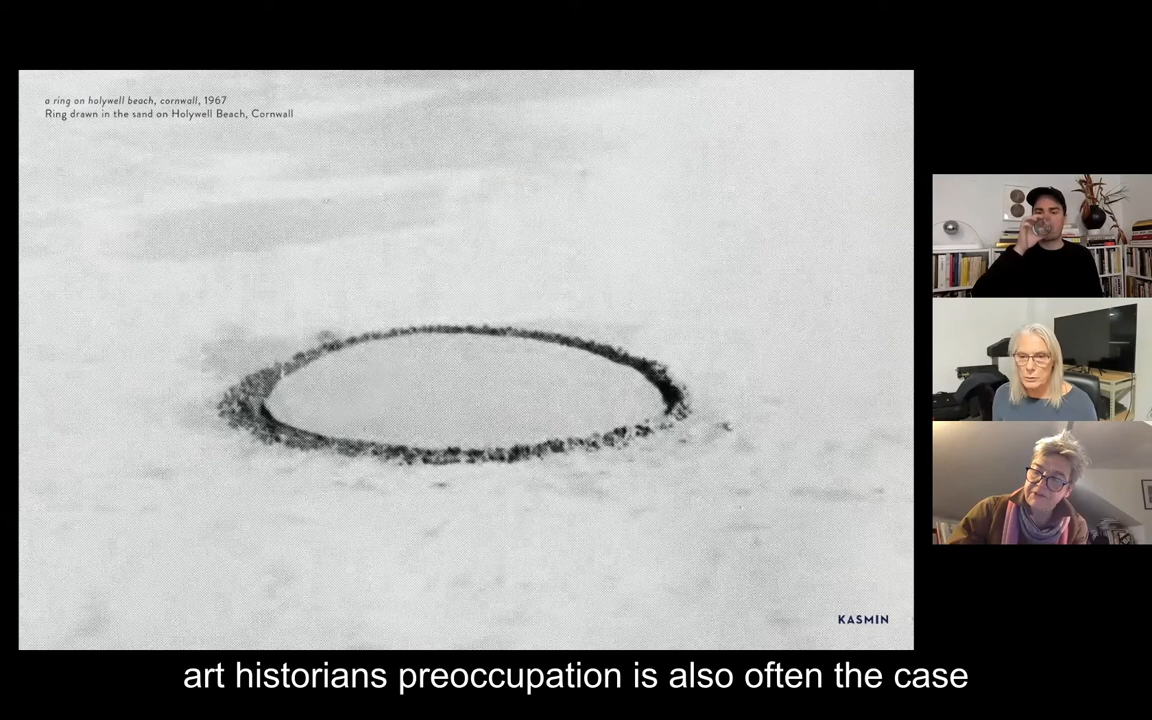 a ring on holywell beach, cornwall, 1967
Ring drawn in the sand on Holywell Beach, Cornwall
KASMIN
art historians preoccupation is also often the case